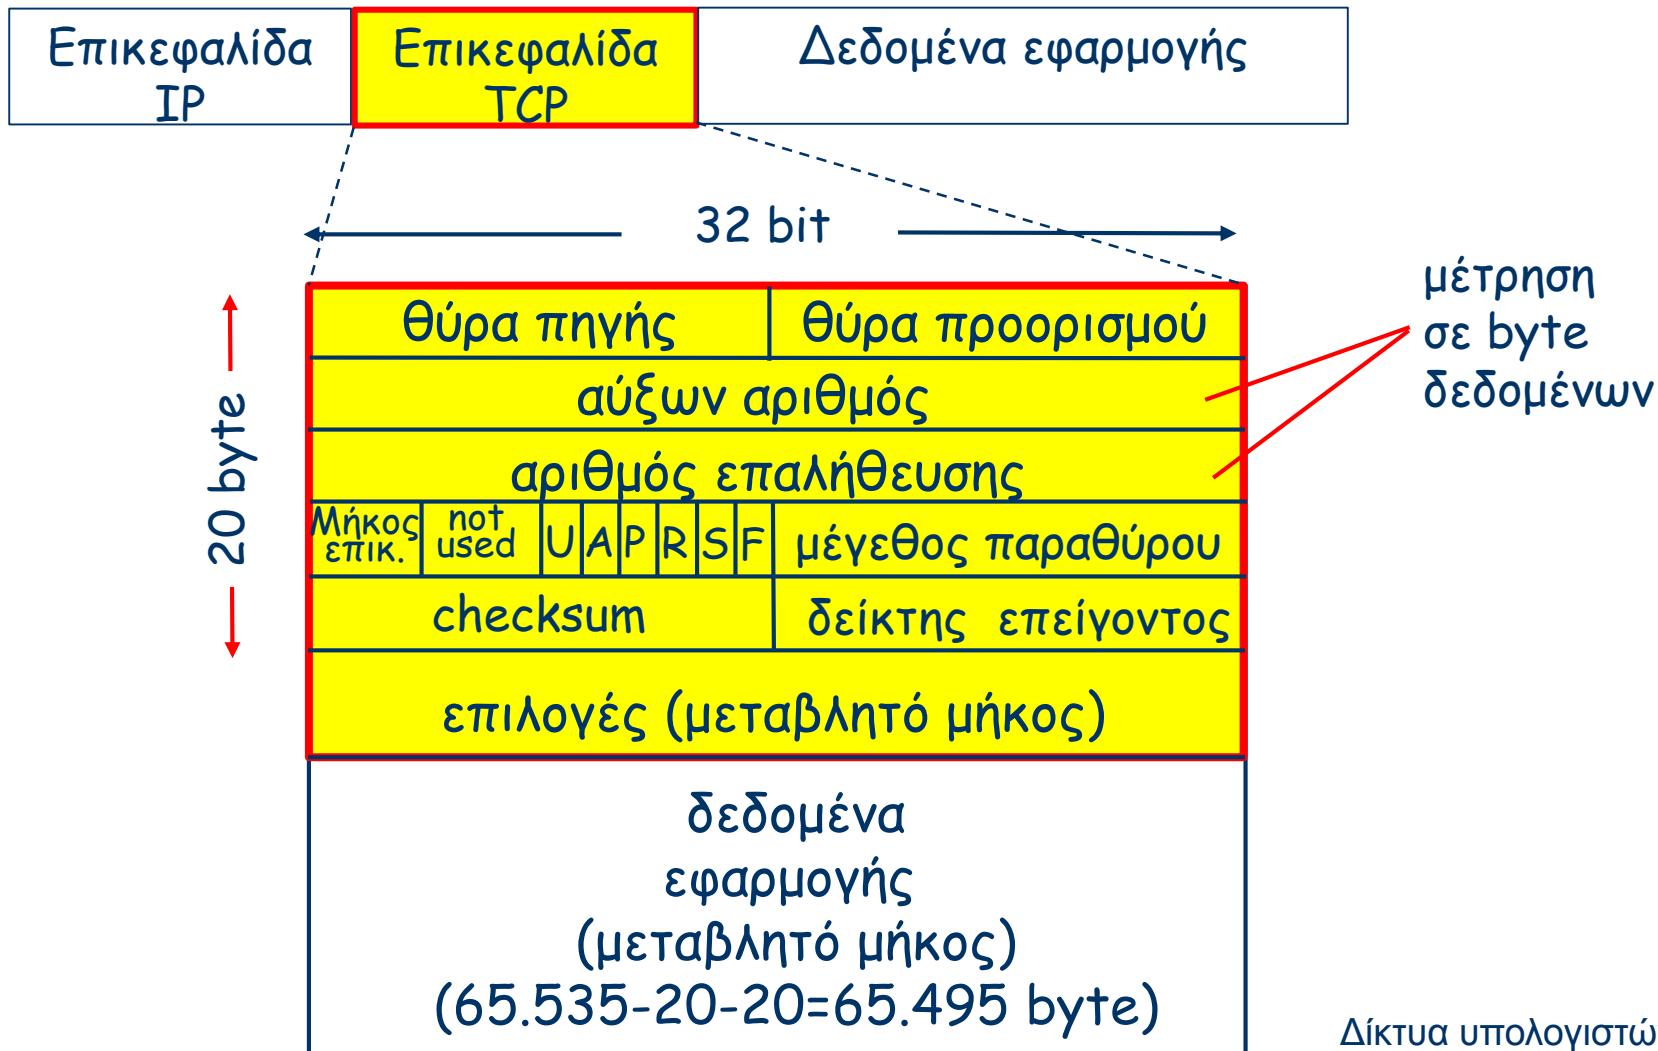 Επικεφαλίδα
IP
Επικεφαλίδα
TCP
Δεδομένα εφαρμογής
32 bit
20 byte
μέτρηση
σε byte
δεδομένων
θύρα πηγής
θύρα προορισμού
αύξων αριθμός
αριθμός επαλήθευσης
Μήκος
επικ.
not
used
U
A
P
R
S
F
μέγεθος παραθύρου
checksum
δείκτης επείγοντος
επιλογές (μεταβλητό μήκος)
δεδομένα
εφαρμογής
(μεταβλητό μήκος)
(65.535-20-20=65.495 byte)
Δίκτυα υπολογιστώ